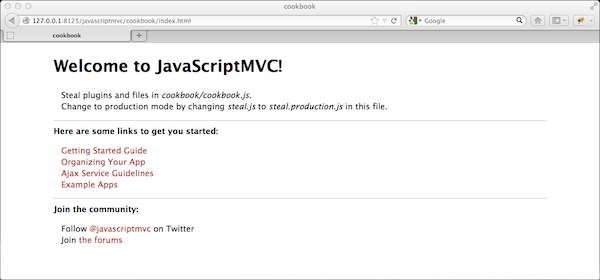 cookbook
127.0.0.1:8125/javascriptmvc/cookbook/index.html
Google
cookbook
Welcome to JavaScriptMVC!
Steal plugins and files in cookbook/cookbook.js.
Change to production mode by changing steal.js to steal.production.js in this file.
Here are some links to get you started:
Getting Started Guide
Organizing Your App
Ajax Service Guidelines
Example Apps
Join the community:
Follow @javascriptmvc on Twitter
Join the forums